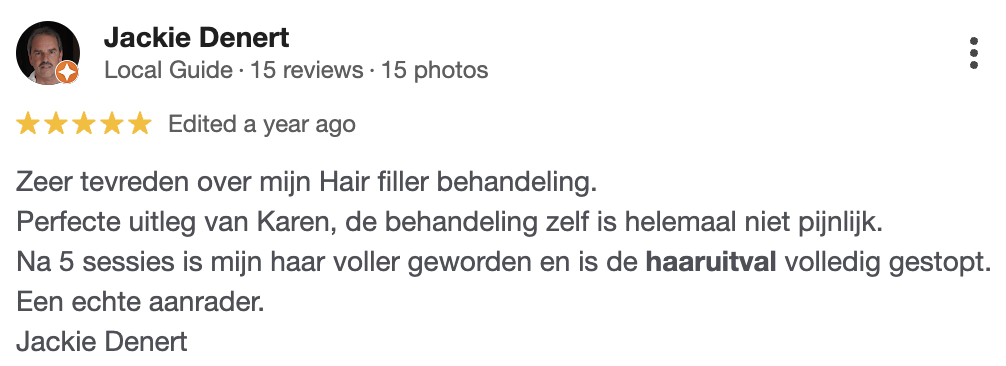 Jackie Denert
Local Guide · 15 reviews · 15 photos
Edited a year ago
Zeer tevreden over mijn Hair filler behandeling.
Perfecte uitleg van Karen, de behandeling zelf is helemaal niet pijnlijk.
Na 5 sessies is mijn haar voller geworden en is de haaruitval volledig gestopt.
Een echte aanrader.
Jackie Denert